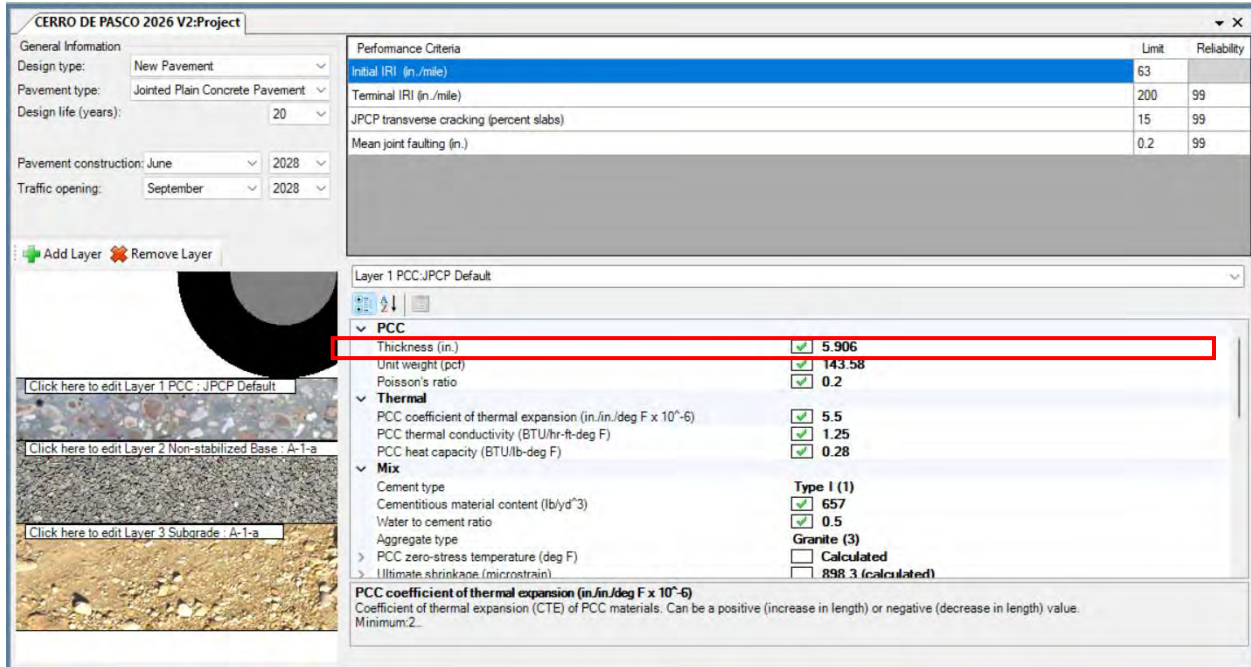 CERRO DE PASCO 2026 V2:Project
General Information
Design type: New Pavement
Pavement type: Jointed Plain Concrete Pavement
Design life (years): 20
Pavement construction: June 2028
Traffic opening: September 2028
Performance Criteria Limit Reliability
Initial IRI (in./mile) 63
Terminal IRI (in./mile) 200 99
JPCP transverse cracking (percent slabs) 15 99
Mean joint faulting (in.) 0.2 99
Add Layer Remove Layer
Click here to edit Layer 1 PCC : JPCP Default
Click here to edit Layer 2 Non-stabilized Base : A-1-a
Click here to edit Layer 3 Subgrade : A-1-a
Layer 1 PCC:JPCP Default
PCC
Thickness (in.) 5.906
Unit weight (pcf) 143.58
Poisson's ratio 0.2
Thermal
PCC coefficient of thermal expansion (in./in./deg F x 10^-6) 5.5
PCC thermal conductivity (BTU/hr-ft-deg F) 1.25
PCC heat capacity (BTU/lb-deg F) 0.28
Mix
Cement type Type I (1)
Cementitious material content (lb/yd^3) 657
Water to cement ratio 0.5
Aggregate type Granite (3)
PCC zero-stress temperature (deg F) Calculated
Ultimate shrinkage (microstrain) 898.3 (calculated)
PCC coefficient of thermal expansion (in./in./deg F x 10^-6)
Coefficient of thermal expansion (CTE) of PCC materials. Can be a positive (increase in length) or negative (decrease in length) value.
Minimum:2...